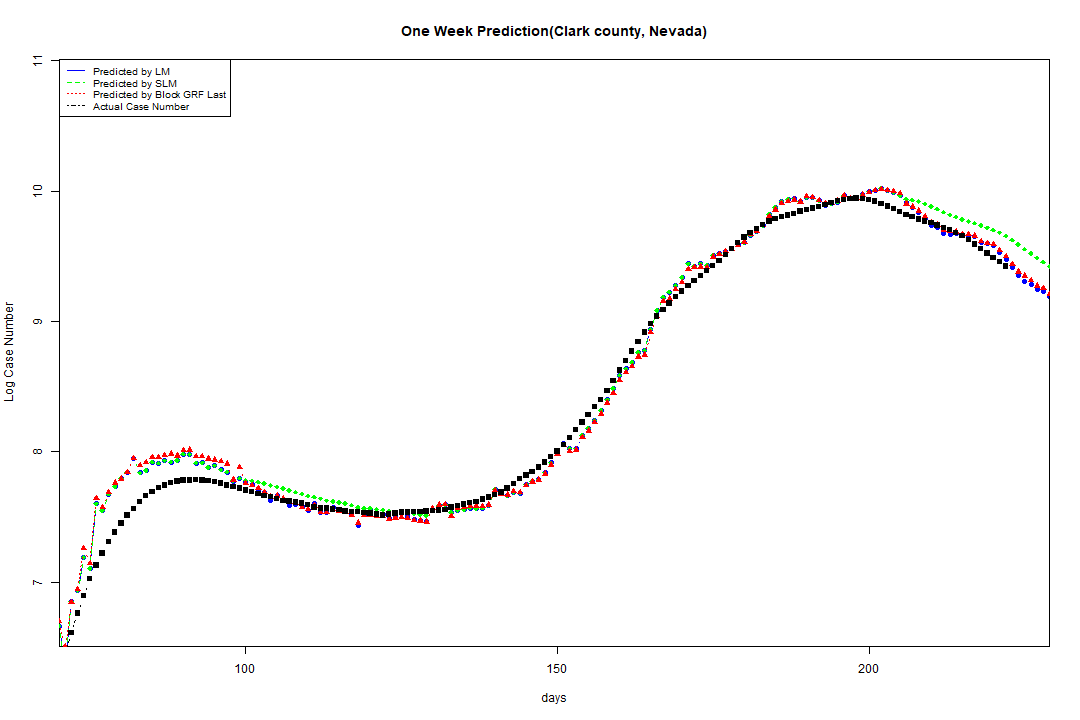 One Week Prediction(Clark county, Nevada)
Predicted by LM
Predicted by SLM
Predicted by Block GRF Last
Actual Case Number
11
10
9
8
7
Log Case Number
100
150
200
days